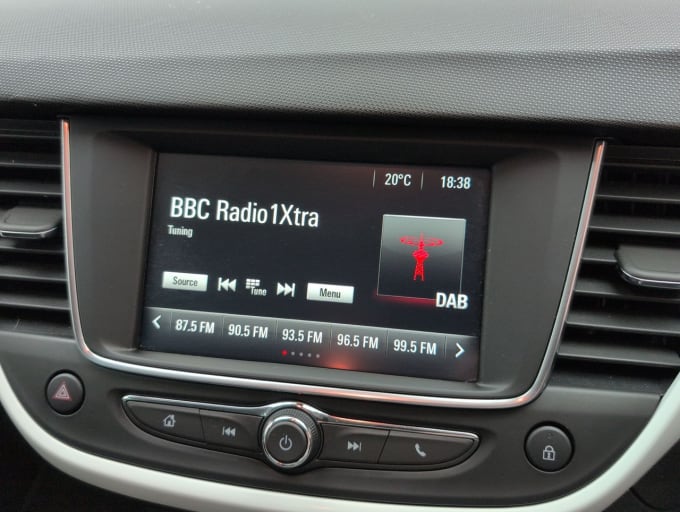 20°C 18:38
BBC Radio1Xtra
Tuning
Source Tune Menu
DAB
87.5 FM 90.5 FM 93.5 FM 96.5 FM 99.5 FM